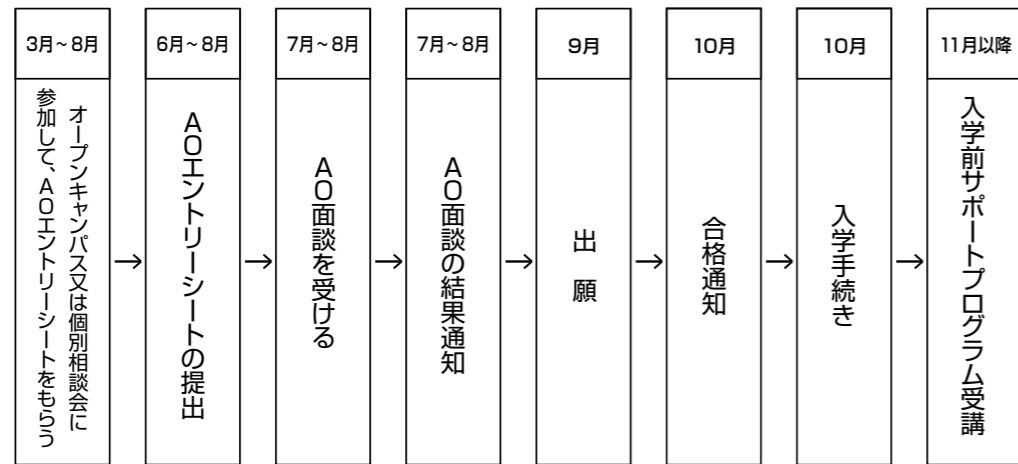 3月～8月
オープンキャンパス又は個別相談会に
参加して、AOエントリーシートをもらう
→
6月～8月
AOエントリーシートの提出
→
7月～8月
AO面談を受ける
→
7月～8月
AO面談の結果通知
→
9月
出願
→
10月
合格通知
→
10月
入学手続き
→
11月以降
入学前サポートプログラム受講